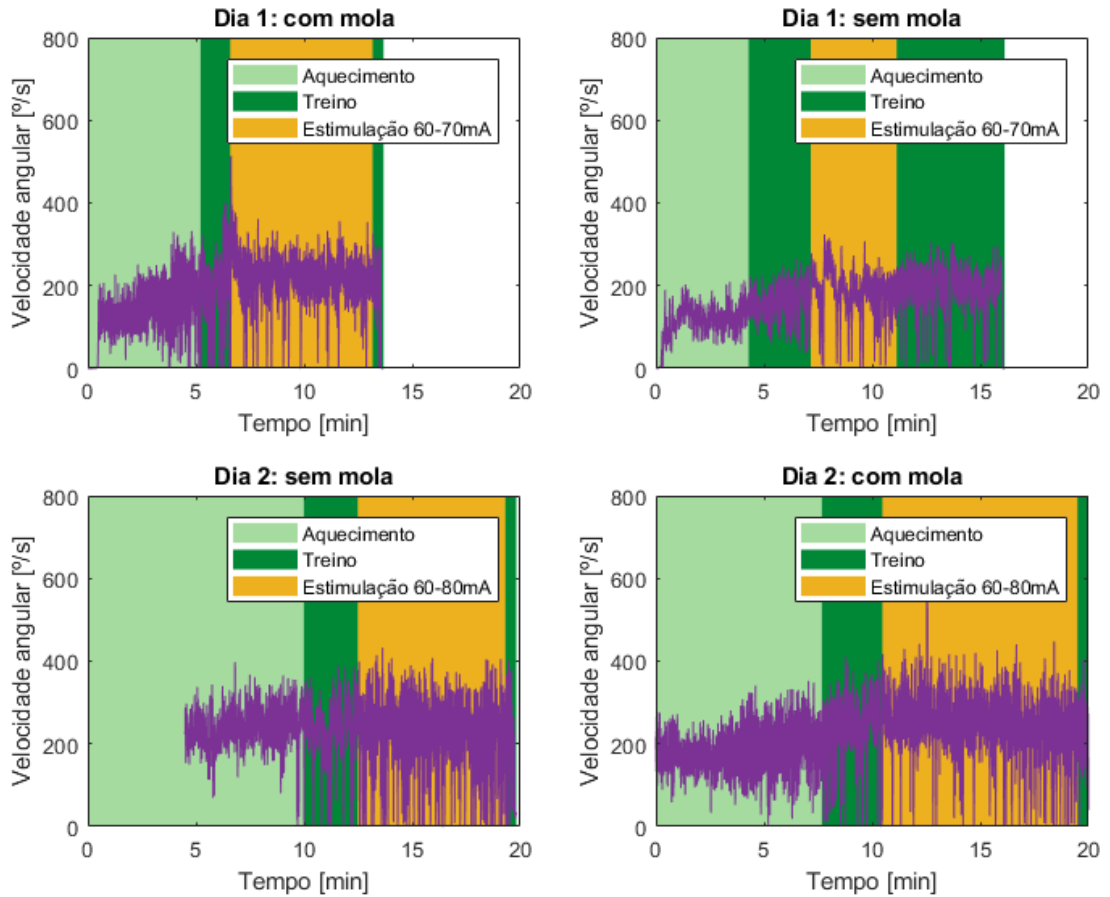 Dia 1: com mola
800
600
400
200
0
0 5 10 15 20
Velocidade angular [º/s]
Tempo [min]
Aquecimento
Treino
Estimulação 60-70mA
Dia 1: sem mola
800
600
400
200
0
0 5 10 15 20
Velocidade angular [º/s]
Tempo [min]
Aquecimento
Treino
Estimulação 60-70mA
Dia 2: sem mola
800
600
400
200
0
0 5 10 15 20
Velocidade angular [º/s]
Tempo [min]
Aquecimento
Treino
Estimulação 60-80mA
Dia 2: com mola
800
600
400
200
0
0 5 10 15 20
Velocidade angular [º/s]
Tempo [min]
Aquecimento
Treino
Estimulação 60-80mA